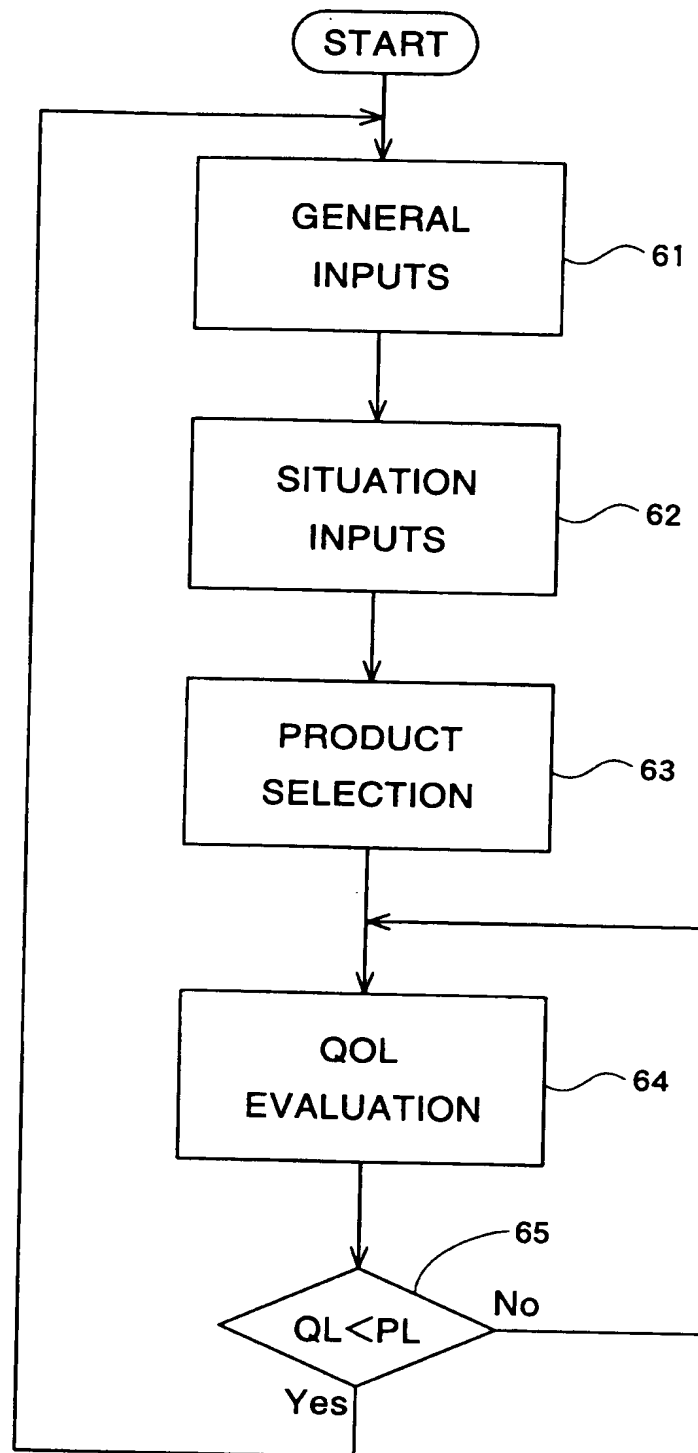 START
GENERAL
INPUTS
61
SITUATION
INPUTS
62
PRODUCT
SELECTION
63
QOL
EVALUATION
64
65
QL<PL
No
Yes